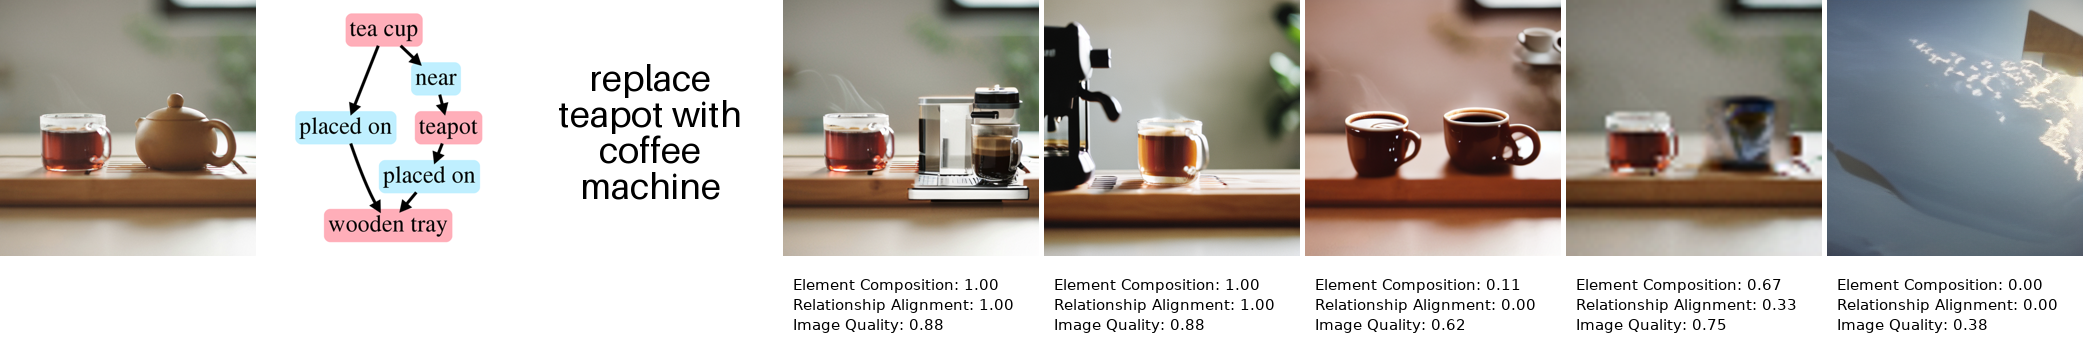 tea cup
near
placed on
teapot
placed on
wooden tray
replace
teapot with
coffee
machine
Element Composition: 1.00
Relationship Alignment: 1.00
Image Quality: 0.88
Element Composition: 1.00
Relationship Alignment: 1.00
Image Quality: 0.88
Element Composition: 0.11
Relationship Alignment: 0.00
Image Quality: 0.62
Element Composition: 0.67
Relationship Alignment: 0.33
Image Quality: 0.75
Element Composition: 0.00
Relationship Alignment: 0.00
Image Quality: 0.38